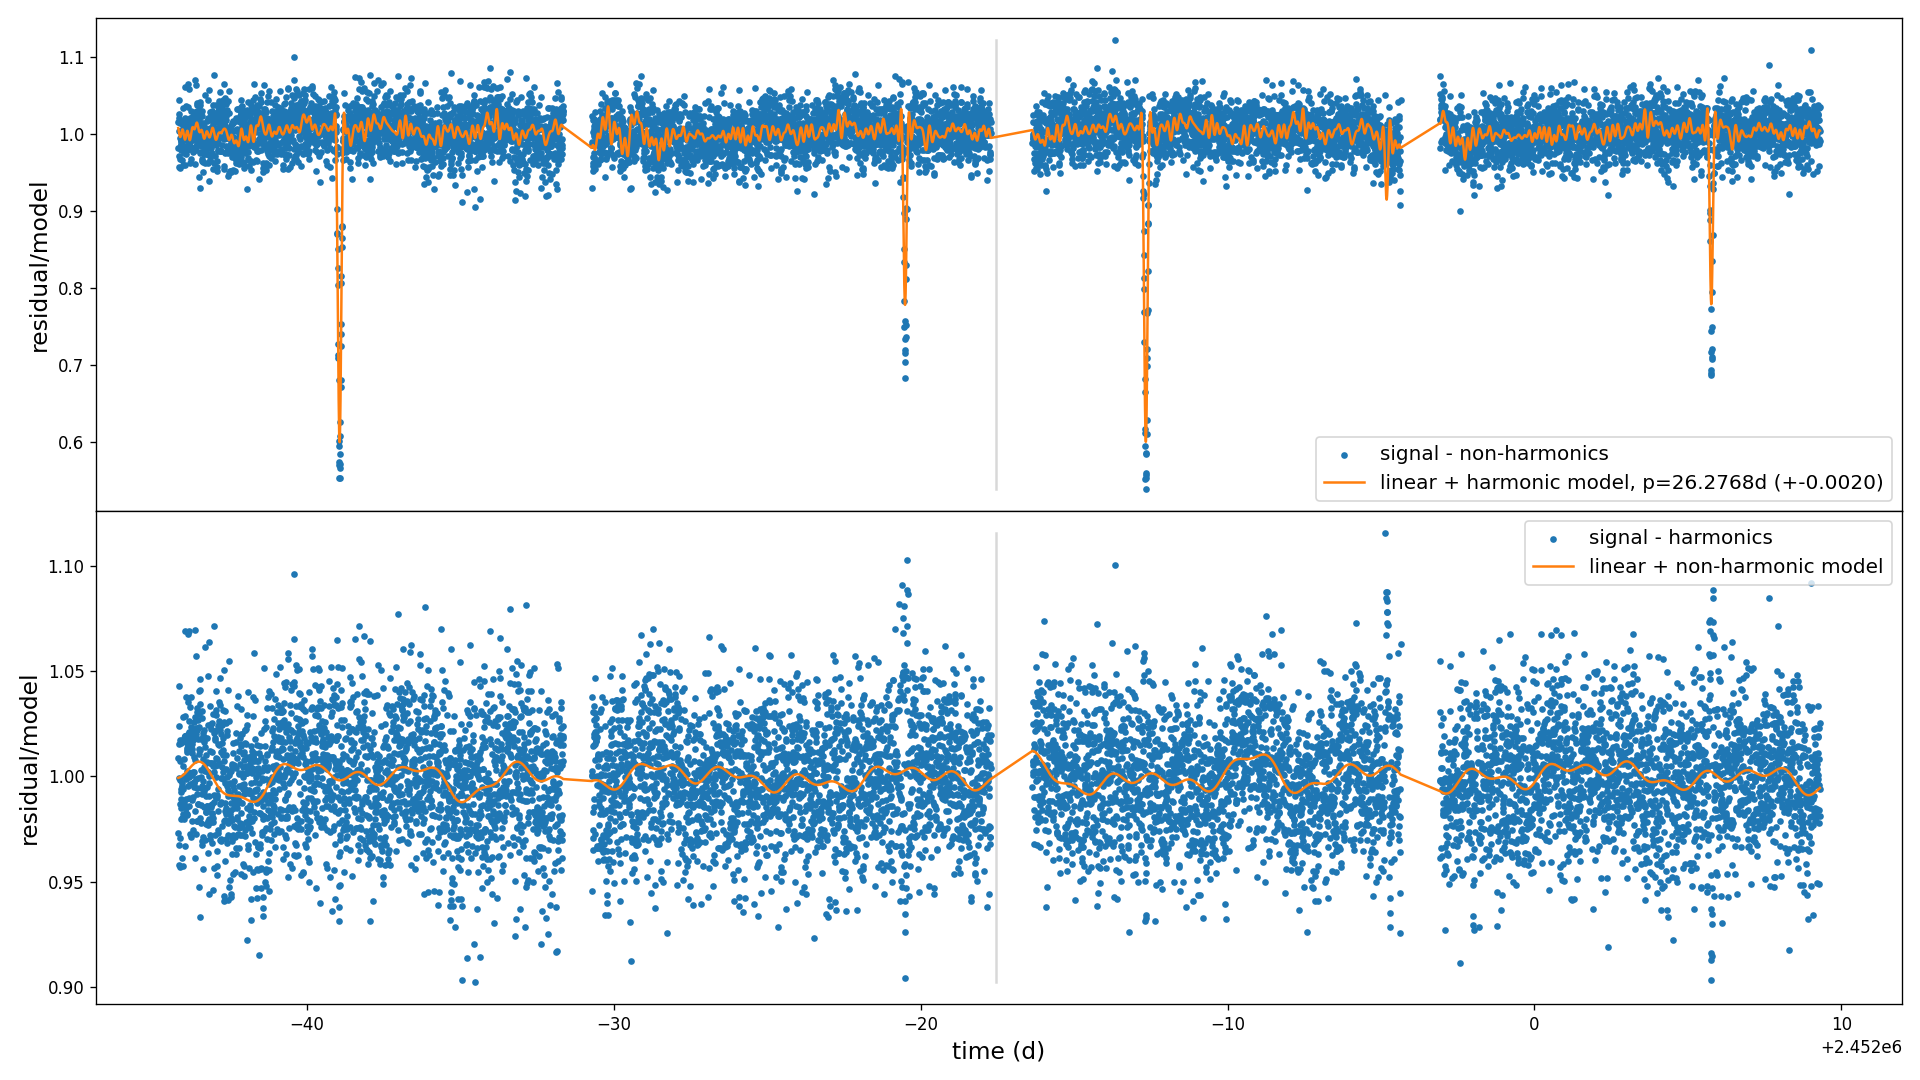 1.1
1.0
0.9
0.8
0.7
0.6
residual/model
signal - non-harmonics
linear + harmonic model, p=26.2768d (+-0.0020)
1.10
1.05
1.00
0.95
0.90
residual/model
signal - harmonics
linear + non-harmonic model
−40
−30
−20
−10
0
10
time (d)
+2.452e6